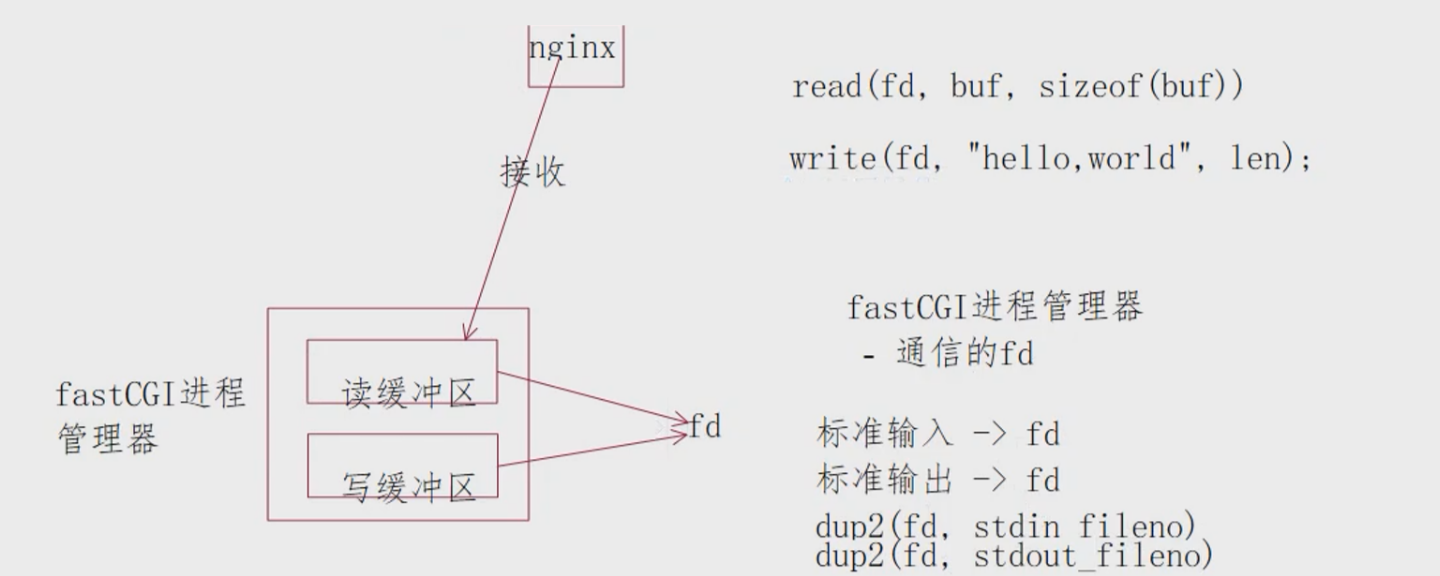 nginx
read(fd, buf, sizeof(buf))
write(fd, "hello,world", len);
接收
fastCGI进程管理器
- 通信的fd
fastCGI进程
管理器
读缓冲区
写缓冲区
fd
标准输入 -> fd
标准输出 -> fd
dup2(fd, stdin_fileno)
dup2(fd, stdout_fileno)